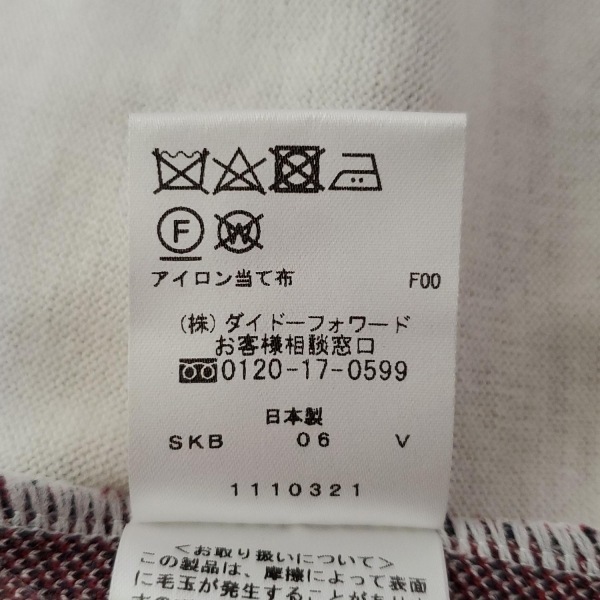 F W
アイロン当て布 F00
(株)ダイドーフォワード
お客様相談窓口
0120-17-0599
日本製
SKB 06 V
1110321
<お取り扱いについて>
この製品は、摩擦によって表面
に毛玉が発生することがあり